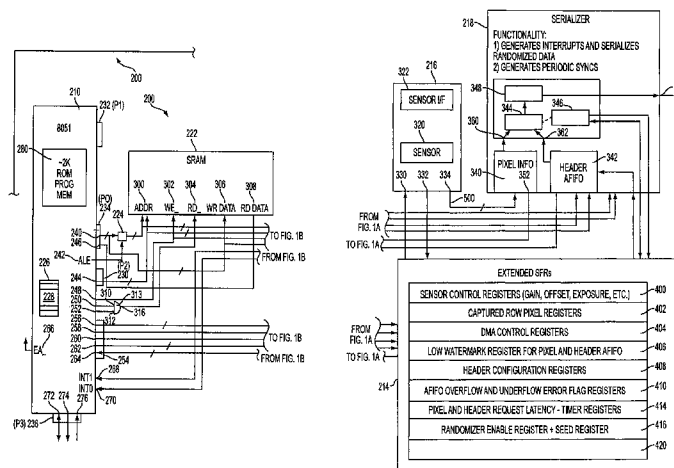 200
210
8051
232 (P1)
280
~2K
ROM
PROG
MEM
200
222
SRAM
300
302
304
306
308
ADDR
WE_
RD_
WR DATA
RD DATA
(P0)
234
224
240
246
242
ALE
(P2)
244
230
TO FIG. 1B
FROM FIG. 1B
226
228
248
310
313
250
252
316
256
312
258
260
262
264
254
TO FIG. 1B
FROM FIG. 1B
266
EA_
INT1
268
INT0
270
272
274
276
(P3)
236
SERIALIZER
218
FUNCTIONALITY:
1) GENERATES INTERRUPTS AND SERIALIZES
RANDOMIZED DATA
2) GENERATES PERIODIC SYNCS
216
322
SENSOR I/F
320
SENSOR
330
332
334
348
344
346
360
362
PIXEL INFO
340
352
342
HEADER
AFIFO
500
FROM
FIG. 1A
TO FIG. 1A
EXTENDED SFRs
SENSOR CONTROL REGISTERS (GAIN, OFFSET, EXPOSURE, ETC.)
400
CAPTURED ROW PIXEL REGISTERS
402
DMA CONTROL REGISTERS
404
LOW WATERMARK REGISTER FOR PIXEL AND HEADER AFIFO
406
HEADER CONFIGURATION REGISTERS
408
AFIFO OVERFLOW AND UNDERFLOW ERROR FLAG REGISTERS
410
PIXEL AND HEADER REQUEST LATENCY - TIMER REGISTERS
414
RANDOMIZER ENABLE REGISTER + SEED REGISTER
416
420
FROM
FIG. 1A
TO FIG. 1A
214